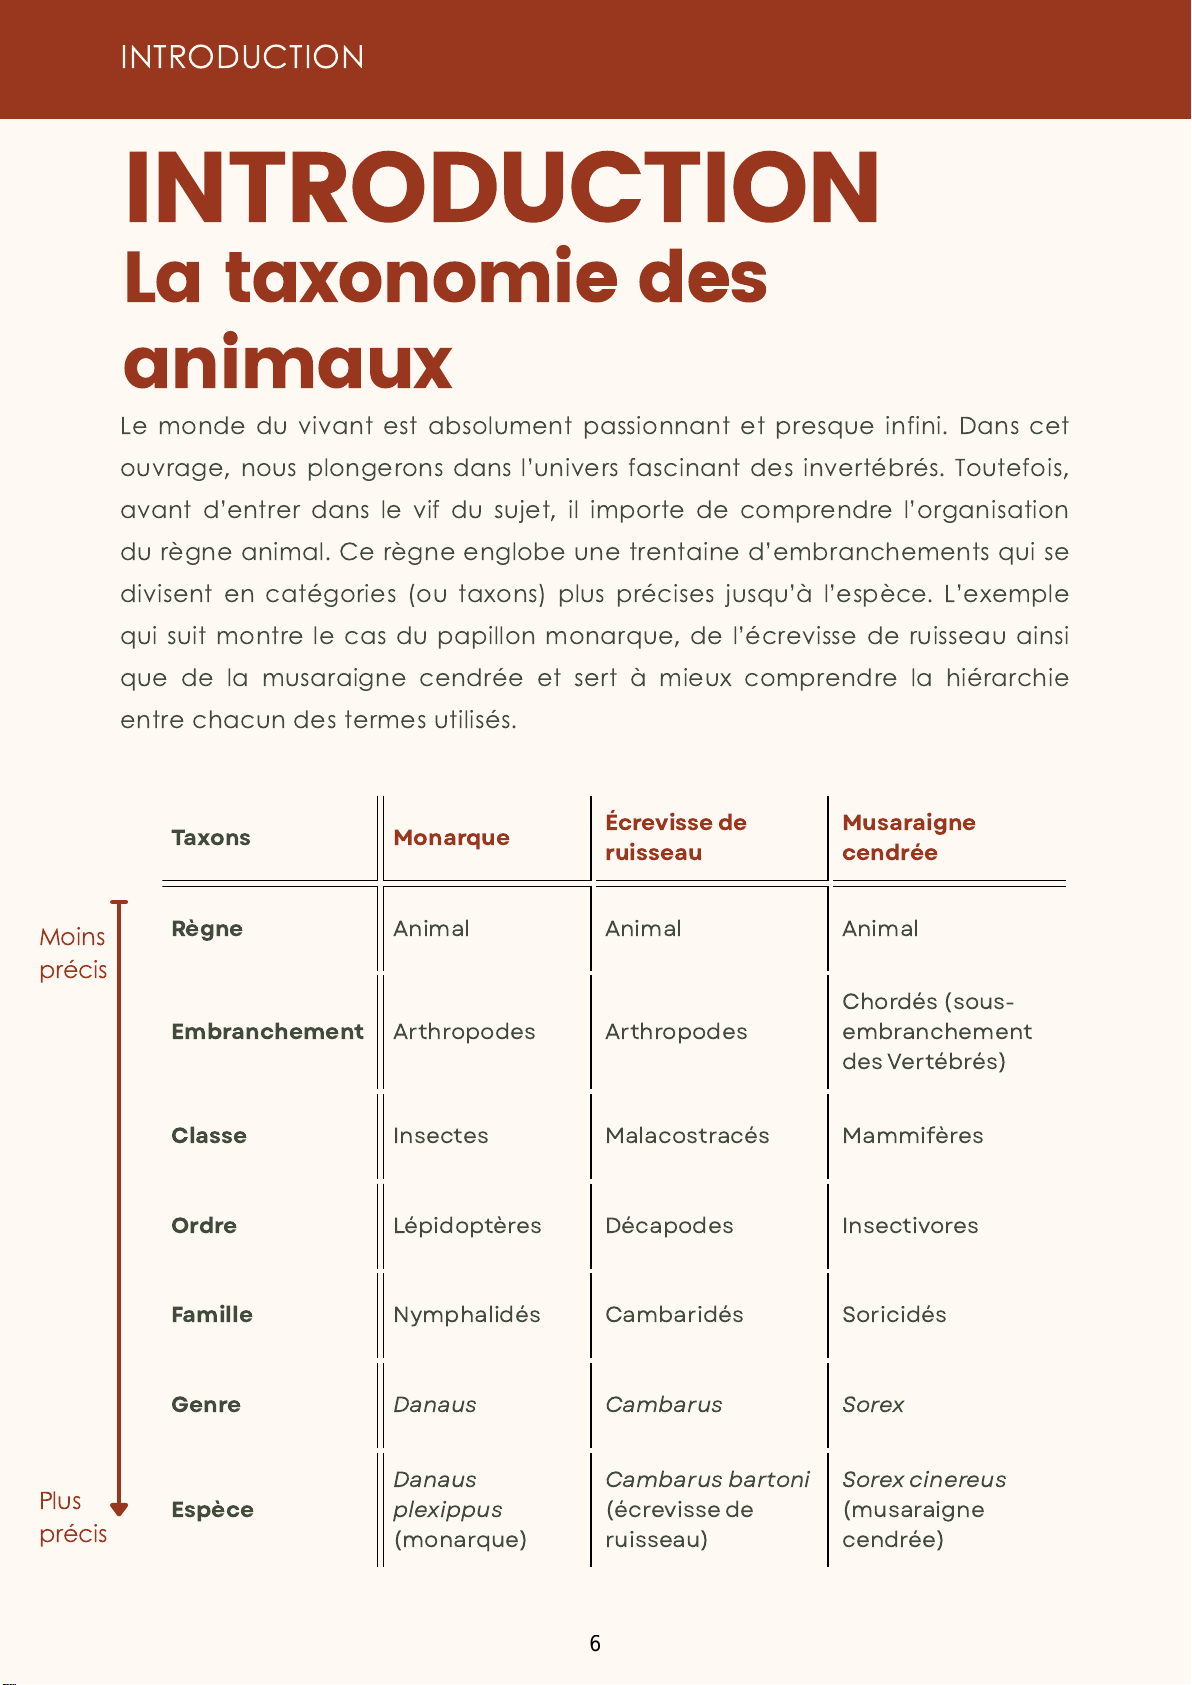 INTRODUCTION
INTRODUCTION
La taxonomie des
animaux
Le monde du vivant est absolument passionnant et presque infini. Dans cet
ouvrage, nous plongerons dans l'univers fascinant des invertébrés. Toutefois,
avant d'entrer dans le vif du sujet, il importe de comprendre l'organisation
du règne animal. Ce règne englobe une trentaine d'embranchements qui se
divisent en catégories (ou taxons) plus précises jusqu'à l'espèce. L'exemple
qui suit montre le cas du papillon monarque, de l'écrevisse de ruisseau ainsi
que de la musaraigne cendrée et sert à mieux comprendre la hiérarchie
entre chacun des termes utilisés.
Taxons
Monarque
Écrevisse de
ruisseau
Musaraigne
cendrée
Moins
précis
Règne
Animal
Animal
Animal
Embranchement
Arthropodes
Arthropodes
Chordés (sous-
embranchement
des Vertébrés)
Classe
Insectes
Malacostracés
Mammifères
Ordre
Lépidoptères
Décapodes
Insectivores
Famille
Nymphalidés
Cambaridés
Soricidés
Genre
Danaus
Cambarus
Sorex
Plus
précis
Espèce
Danaus
plexippus
(monarque)
Cambarus bartoni
(écrevisse de
ruisseau)
Sorex cinereus
(musaraigne
cendrée)
6